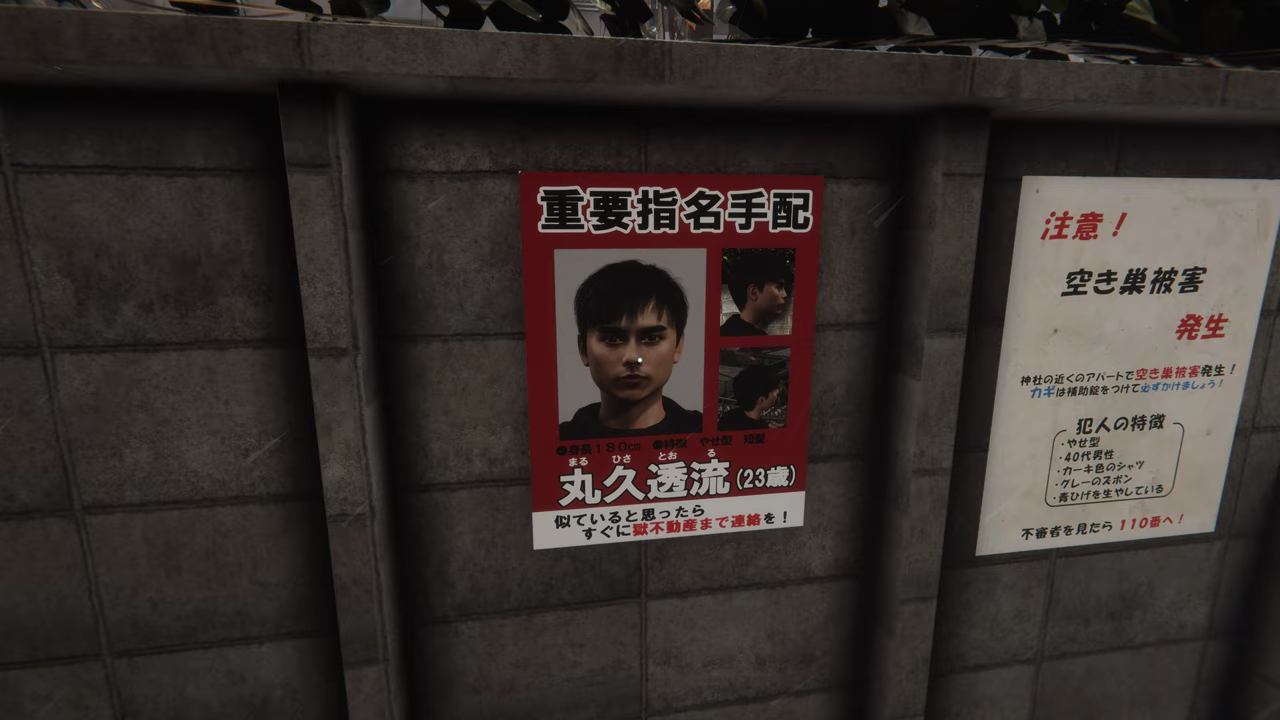 重要指名手配
●身長180㎝ ●特徴 やせ型 短髪
まる ひさ とお る
丸久透流(23歳)
似ていると思ったら
すぐに獄不動産まで連絡を!
注意!
空き巣被害
発生
神社の近くのアパートで空き巣被害発生!
カギは補助錠をつけて必ずかけましょう!
犯人の特徴
・やせ型
・40代男性
・カーキ色のシャツ
・グレーのズボン
・青ひげを生やしている
不審者を見たら 110番へ!